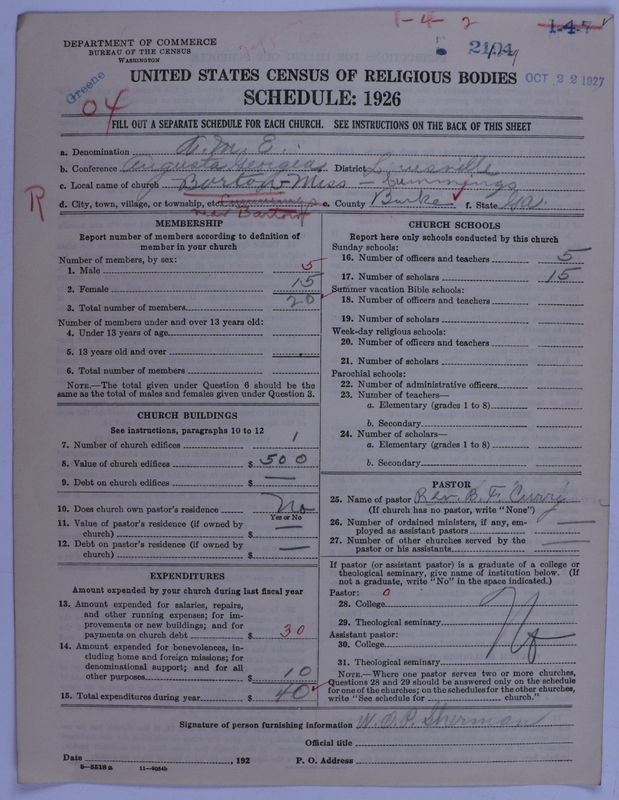 1-4-2
1-4-7
DEPARTMENT OF COMMERCE
BUREAU OF THE CENSUS
WASHINGTON
2104
Greene
04
UNITED STATES CENSUS OF RELIGIOUS BODIES
OCT 22 1927
SCHEDULE: 1926
FILL OUT A SEPARATE SCHEDULE FOR EACH CHURCH. SEE INSTRUCTIONS ON THE BACK OF THIS SHEET
a. Denomination A. M. E.
b. Conference Augusta Georgia District Louisville
c. Local name of church Bartow Miss. - Cummings
R
d. City, town, village, or township, etc. e. County Burke f. State Ga.
near Bartow
MEMBERSHIP
Report number of members according to definition of
member in your church
Number of members, by sex:
1. Male 5
2. Female 15
3. Total number of members 20
Number of members under and over 13 years old:
4. Under 13 years of age
5. 13 years old and over
6. Total number of members
NOTE.—The total given under Question 6 should be the
same as the total of males and females given under Question 3.
CHURCH BUILDINGS
See instructions, paragraphs 10 to 12
7. Number of church edifices 1
8. Value of church edifices $ 500
9. Debt on church edifices $ —
10. Does church own pastor's residence No
Yes or No
11. Value of pastor's residence (if owned by
church) $ —
12. Debt on pastor's residence (if owned by
church) $ —
EXPENDITURES
Amount expended by your church during last fiscal year
13. Amount expended for salaries, repairs,
and other running expenses; for im-
provements or new buildings; and for
payments on church debt $ 30
14. Amount expended for benevolences, in-
cluding home and foreign missions; for
denominational support; and for all
other purposes $ 10
15. Total expenditures during year $ 40
CHURCH SCHOOLS
Report here only schools conducted by this church
Sunday schools:
16. Number of officers and teachers 5
17. Number of scholars 15
Summer vacation Bible schools:
18. Number of officers and teachers
19. Number of scholars
Week-day religious schools:
20. Number of officers and teachers
21. Number of scholars
Parochial schools:
22. Number of administrative officers
23. Number of teachers—
a. Elementary (grades 1 to 8)
b. Secondary
24. Number of scholars—
a. Elementary (grades 1 to 8)
b. Secondary
PASTOR
25. Name of pastor Rev. B. F. Curry
(If church has no pastor, write "None")
26. Number of ordained ministers, if any, em-
ployed as assistant pastors —
27. Number of other churches served by the
pastor or his assistants —
If pastor (or assistant pastor) is a graduate of a college or
theological seminary, give name of institution below. (If
not a graduate, write "No" in the space indicated.)
Pastor: 0
28. College
29. Theological seminary No
Assistant pastor:
30. College
31. Theological seminary
NOTE.—Where one pastor serves two or more churches,
Questions 28 and 29 should be answered only on the schedule
for one of the churches; on the schedules for the other churches,
write "See schedule for church."
Signature of person furnishing information W. O. P. Sherman
Official title
Date , 192 P. O. Address
8-5518 a 11-9064b